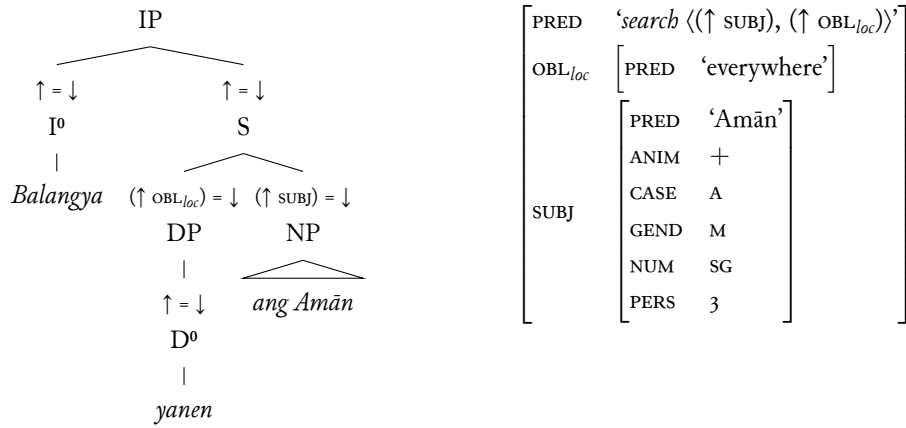 IP
↑ = ↓ ↑ = ↓
I⁰ S
Balangya (↑ OBL_loc) = ↓ (↑ SUBJ) = ↓
DP NP
↑ = ↓ ang Amān
D⁰
yanen
PRED ‘search ⟨(↑ SUBJ), (↑ OBL_loc)⟩’
OBL_loc [PRED ‘everywhere’]
PRED ‘Amān’
ANIM +
CASE A
SUBJ GEND M
NUM SG
PERS 3